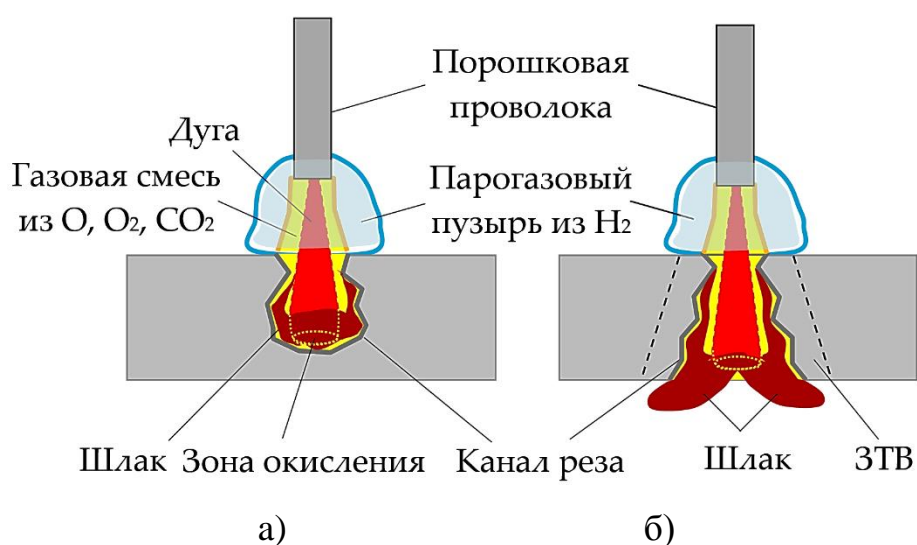 Порошковая
проволока
Дуга
Газовая смесь
из O, O₂, CO₂
Парогазовый
пузырь из H₂
Шлак
Зона окисления
Канал реза
Шлак
ЗТВ
а)
б)